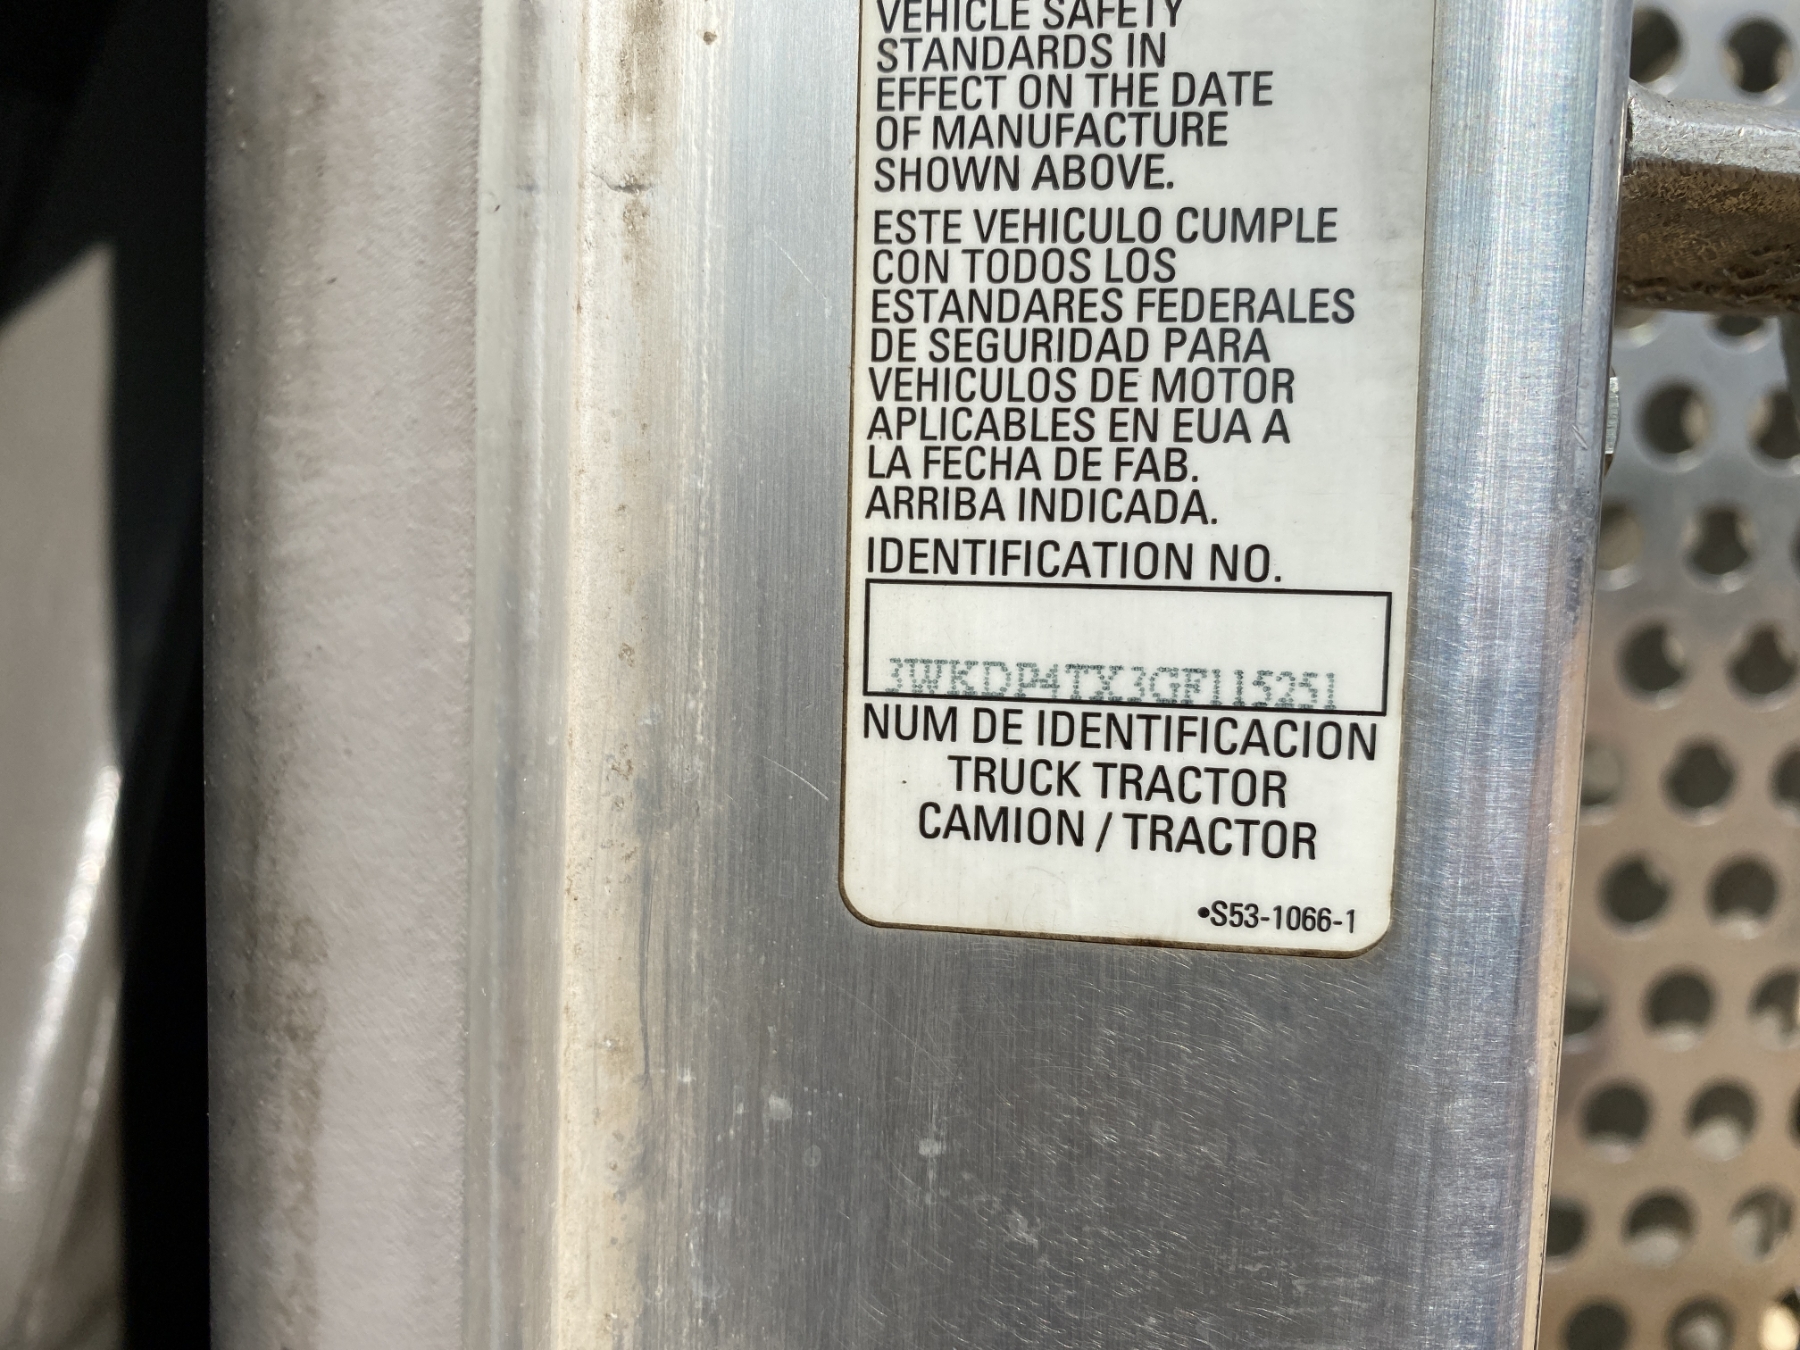 VEHICLE SAFETY
STANDARDS IN
EFFECT ON THE DATE
OF MANUFACTURE
SHOWN ABOVE.
ESTE VEHICULO CUMPLE
CON TODOS LOS
ESTANDARES FEDERALES
DE SEGURIDAD PARA
VEHICULOS DE MOTOR
APLICABLES EN EUA A
LA FECHA DE FAB.
ARRIBA INDICADA.
IDENTIFICATION NO.
3WKDP4TX3GF115251
NUM DE IDENTIFICACION
TRUCK TRACTOR
CAMION / TRACTOR
•S53-1066-1